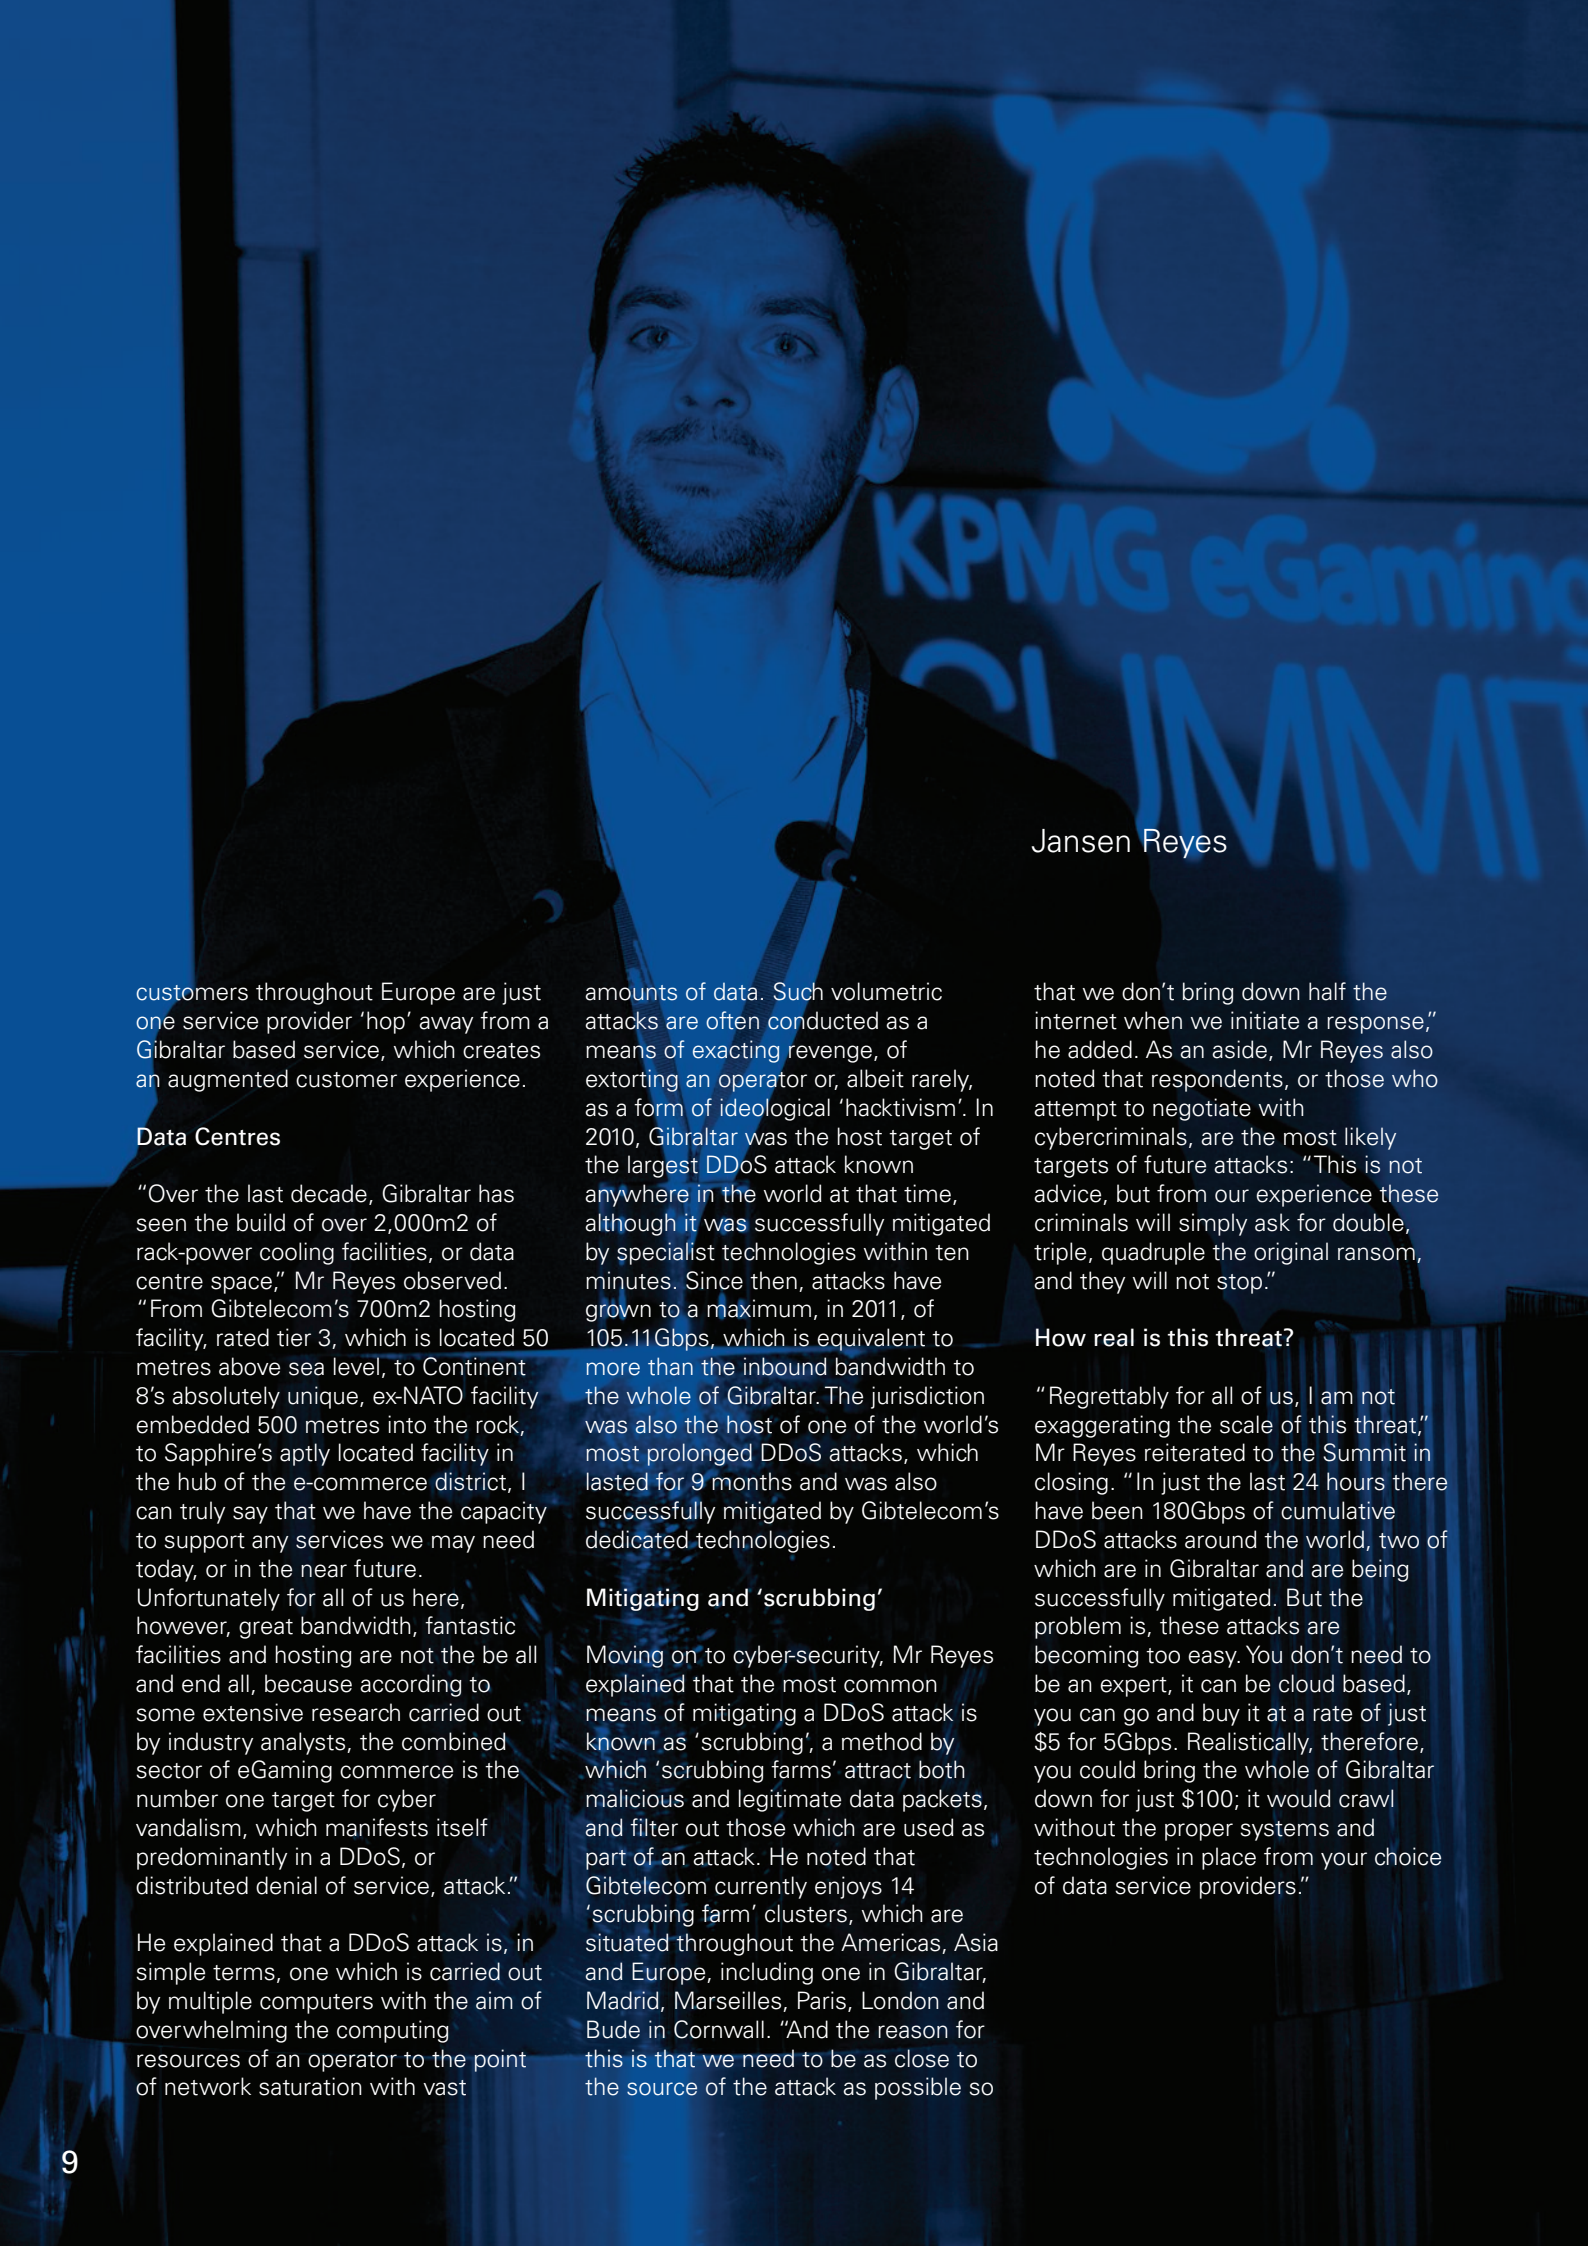 KPMG eGaming
SUMMIT
Jansen Reyes
customers throughout Europe are just
one service provider ‘hop’ away from a
Gibraltar based service, which creates
an augmented customer experience.
Data Centres
“Over the last decade, Gibraltar has
seen the build of over 2,000m2 of
rack-power cooling facilities, or data
centre space,” Mr Reyes observed.
“From Gibtelecom’s 700m2 hosting
facility, rated tier 3, which is located 50
metres above sea level, to Continent
8’s absolutely unique, ex-NATO facility
embedded 500 metres into the rock,
to Sapphire’s aptly located facility in
the hub of the e-commerce district, I
can truly say that we have the capacity
to support any services we may need
today, or in the near future.
Unfortunately for all of us here,
however, great bandwidth, fantastic
facilities and hosting are not the be all
and end all, because according to
some extensive research carried out
by industry analysts, the combined
sector of eGaming commerce is the
number one target for cyber
vandalism, which manifests itself
predominantly in a DDoS, or
distributed denial of service, attack.”
He explained that a DDoS attack is, in
simple terms, one which is carried out
by multiple computers with the aim of
overwhelming the computing
resources of an operator to the point
of network saturation with vast
amounts of data. Such volumetric
attacks are often conducted as a
means of exacting revenge, of
extorting an operator or, albeit rarely,
as a form of ideological ‘hacktivism’. In
2010, Gibraltar was the host target of
the largest DDoS attack known
anywhere in the world at that time,
although it was successfully mitigated
by specialist technologies within ten
minutes. Since then, attacks have
grown to a maximum, in 2011, of
105.11Gbps, which is equivalent to
more than the inbound bandwidth to
the whole of Gibraltar. The jurisdiction
was also the host of one of the world’s
most prolonged DDoS attacks, which
lasted for 9 months and was also
successfully mitigated by Gibtelecom’s
dedicated technologies.
Mitigating and ‘scrubbing’
Moving on to cyber-security, Mr Reyes
explained that the most common
means of mitigating a DDoS attack is
known as ‘scrubbing’, a method by
which ‘scrubbing farms’ attract both
malicious and legitimate data packets,
and filter out those which are used as
part of an attack. He noted that
Gibtelecom currently enjoys 14
‘scrubbing farm’ clusters, which are
situated throughout the Americas, Asia
and Europe, including one in Gibraltar,
Madrid, Marseilles, Paris, London and
Bude in Cornwall. “And the reason for
this is that we need to be as close to
the source of the attack as possible so
that we don’t bring down half the
internet when we initiate a response,”
he added. As an aside, Mr Reyes also
noted that respondents, or those who
attempt to negotiate with
cybercriminals, are the most likely
targets of future attacks: “This is not
advice, but from our experience these
criminals will simply ask for double,
triple, quadruple the original ransom,
and they will not stop.”
How real is this threat?
“Regrettably for all of us, I am not
exaggerating the scale of this threat,”
Mr Reyes reiterated to the Summit in
closing. “In just the last 24 hours there
have been 180Gbps of cumulative
DDoS attacks around the world, two of
which are in Gibraltar and are being
successfully mitigated. But the
problem is, these attacks are
becoming too easy. You don’t need to
be an expert, it can be cloud based,
you can go and buy it at a rate of just
$5 for 5Gbps. Realistically, therefore,
you could bring the whole of Gibraltar
down for just $100; it would crawl
without the proper systems and
technologies in place from your choice
of data service providers.”
9